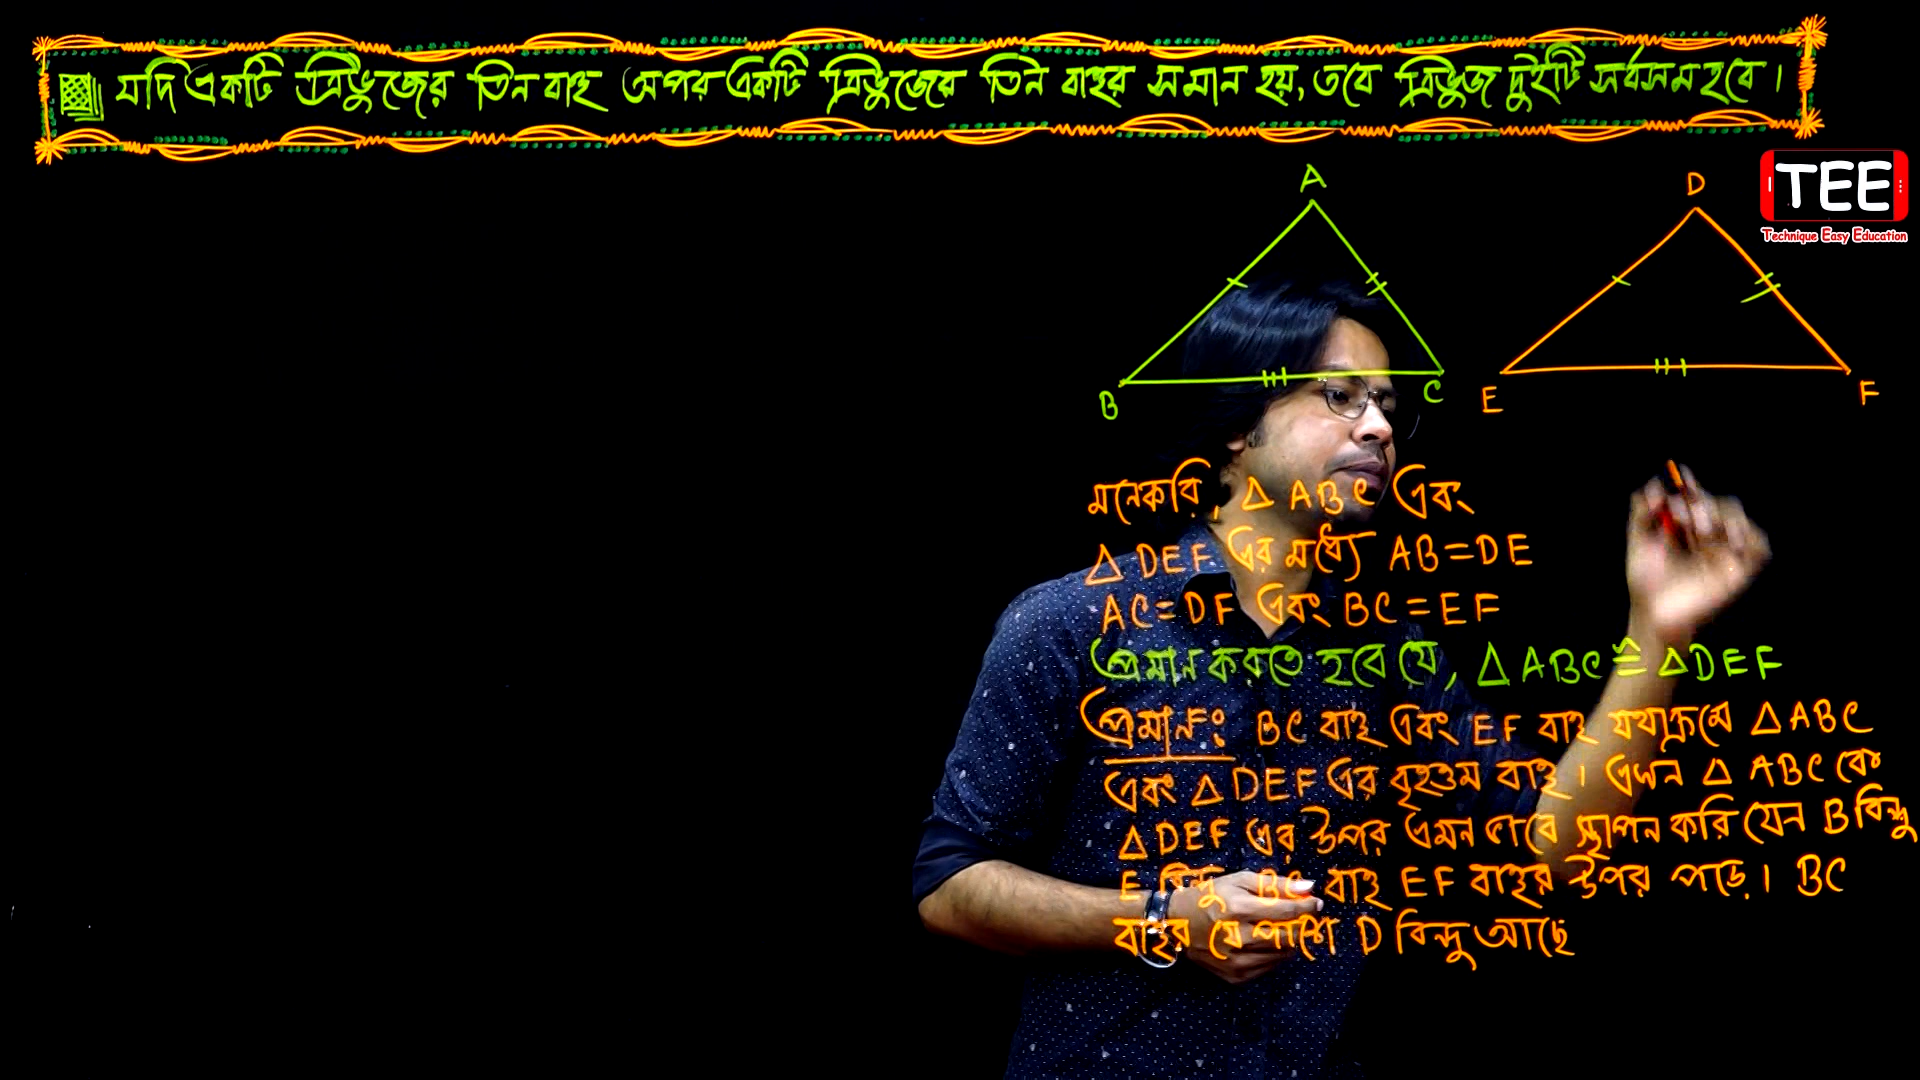 যদি একটি ত্রিভুজের তিন বাহু অপর একটি ত্রিভুজের তিন বাহুর সমান হয়, তবে ত্রিভুজ দুইটি সর্বসম হবে।
TEE
Technique Easy Education
A
D
B
C
E
F
মনেকরি, △ ABC এবং
△ DEF এর মধ্যে AB=DE
AC=DF এবং BC=EF
প্রমান করতে হবে যে, △ ABC ≅ △DEF
প্রমান: BC বাহু এবং EF বাহু যথাক্রমে △ABC
এবং △DEF এর বৃহত্তম বাহু। এখন △ ABC কে
△DEF এর উপর এমন ভাবে স্থাপন করি যেন B বিন্দু
E বিন্দু BC বাহু EF বাহুর উপর পড়ে। BC
বাহুর যে পাশে D বিন্দু আছে